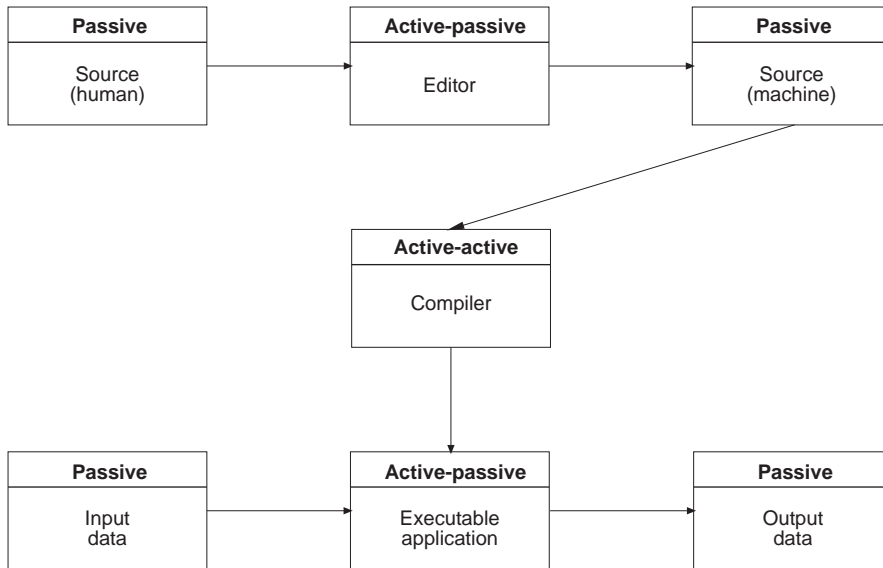 Passive
Source
(human)
Active-passive
Editor
Passive
Source
(machine)
Active-active
Compiler
Passive
Input
data
Active-passive
Executable
application
Passive
Output
data